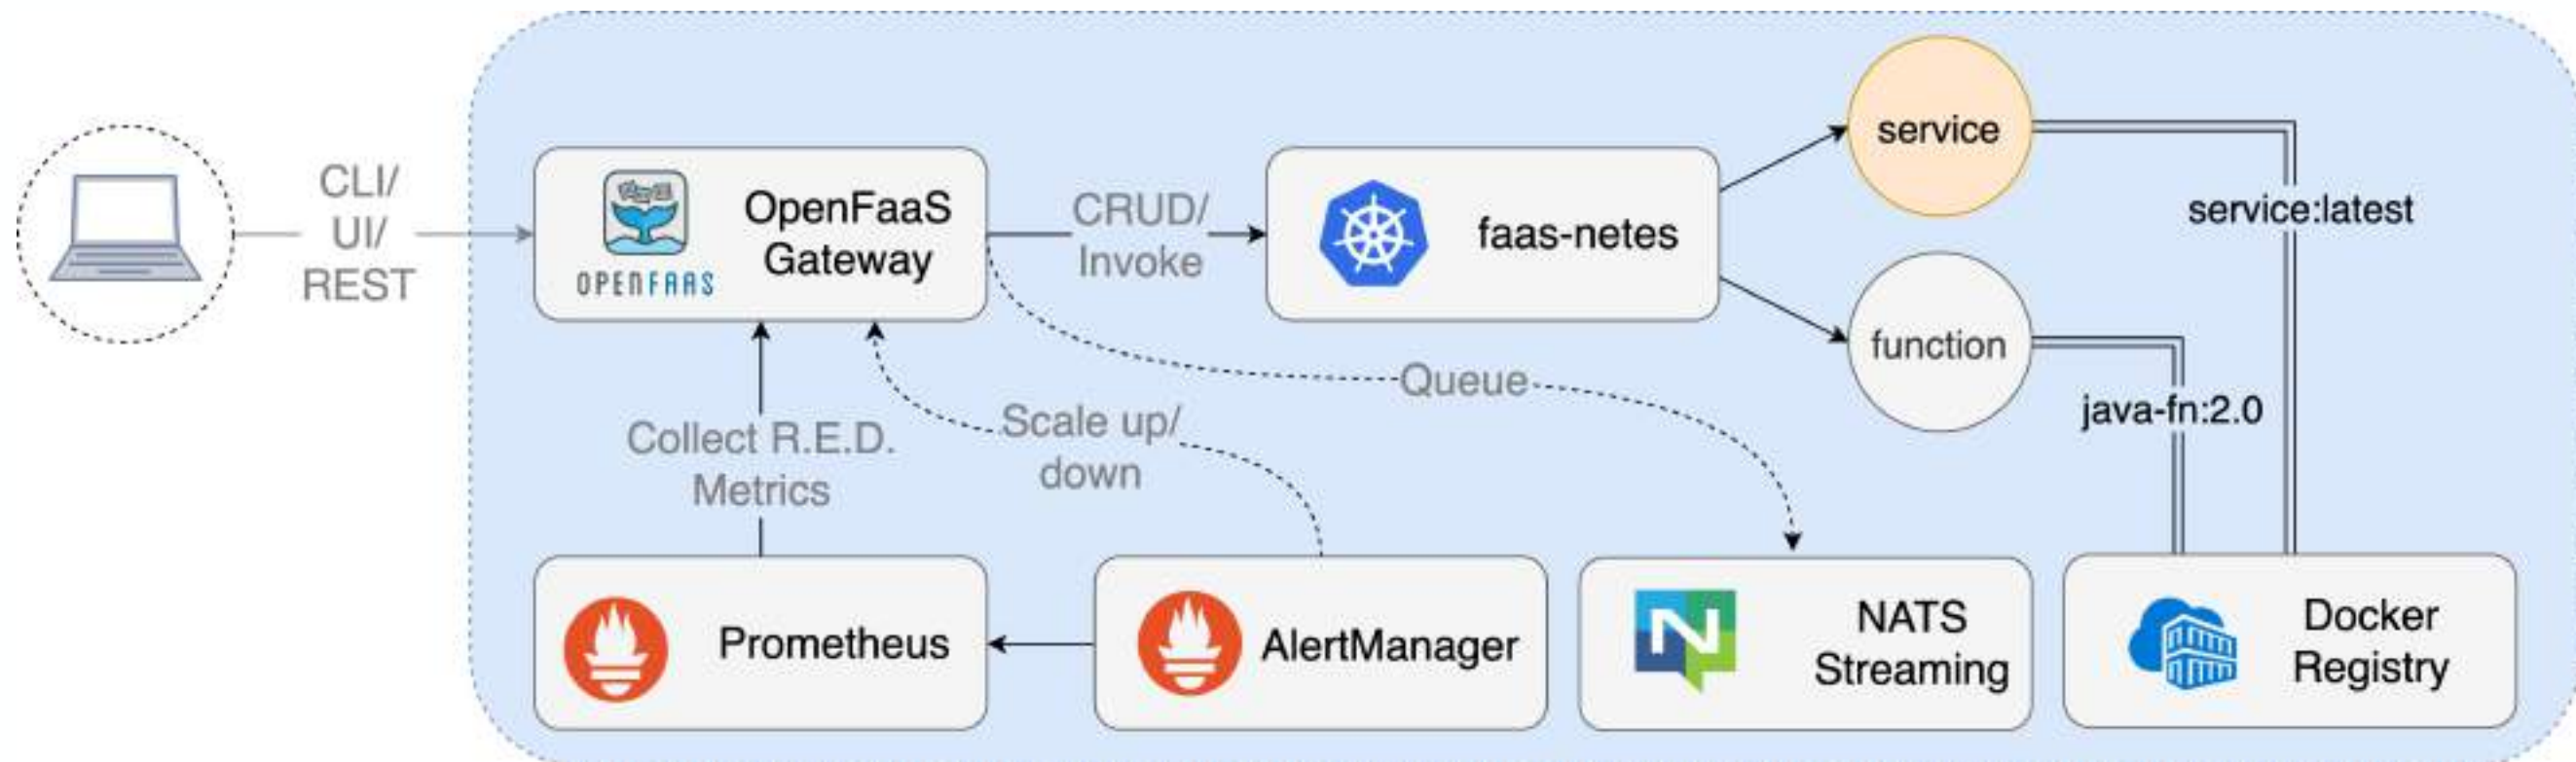 CLI/
UI/
REST
OPENFAAS
OpenFaaS
Gateway
CRUD/
Invoke
faas-netes
service
service:latest
function
java-fn:2.0
Queue
Scale up/
down
Collect R.E.D.
Metrics
Prometheus
AlertManager
N
NATS
Streaming
Docker
Registry